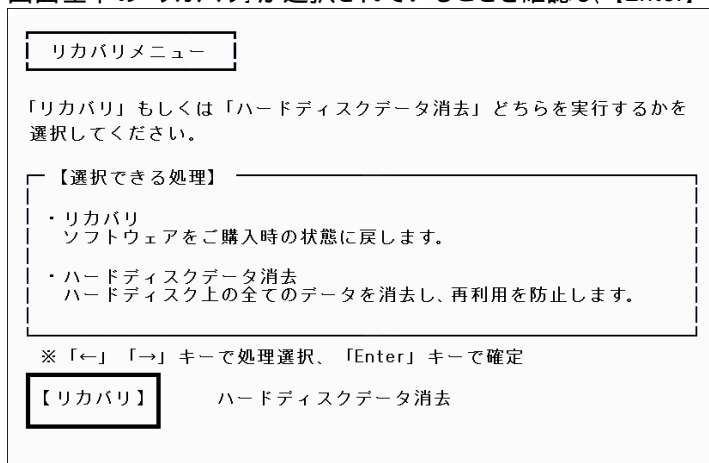 リカバリメニュー
「リカバリ」もしくは「ハードディスクデータ消去」どちらを実行するかを
選択してください。
【選択できる処理】
・リカバリ
ソフトウェアをご購入時の状態に戻します。
・ハードディスクデータ消去
ハードディスク上の全てのデータを消去し、再利用を防止します。
※「←」「→」キーで処理選択、「Enter」キーで確定
【リカバリ】 ハードディスクデータ消去